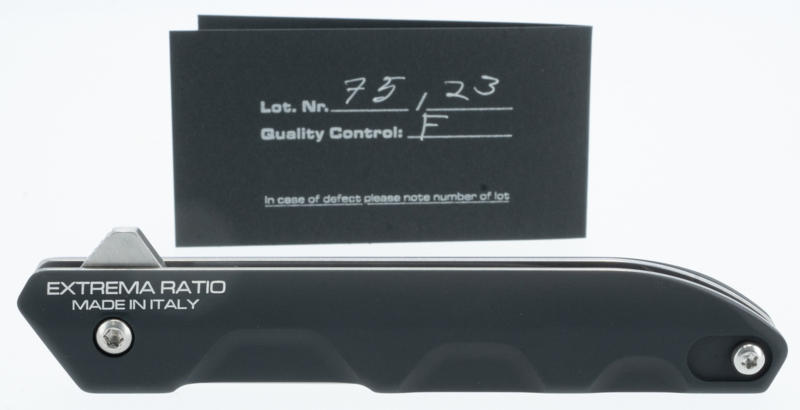 Lot. Nr. 75, 23
Quality Control: F
In case of defect please note number of lot
EXTREMA RATIO
MADE IN ITALY